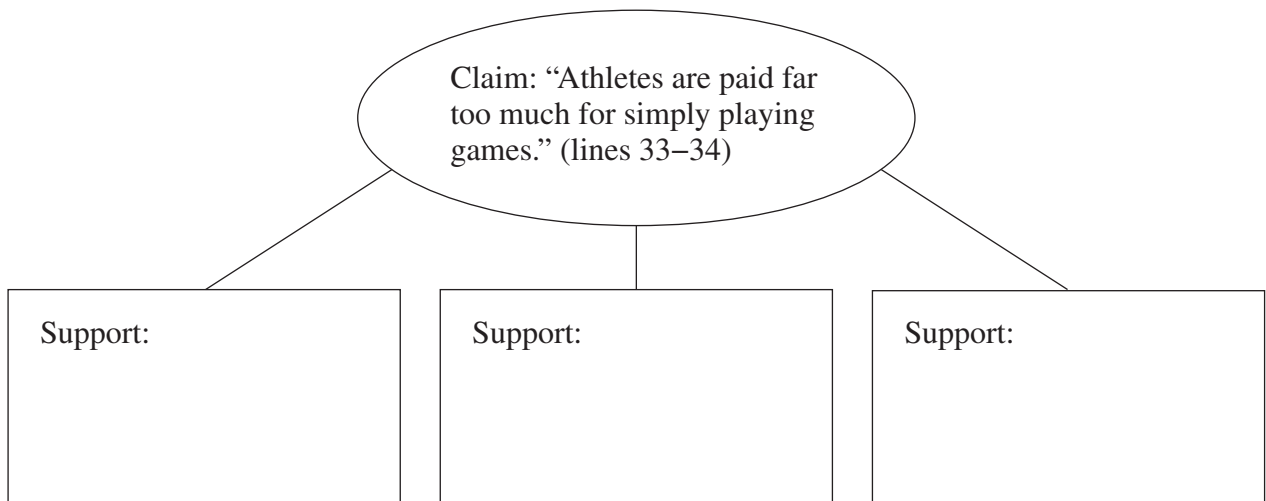 Claim: “Athletes are paid far
too much for simply playing
games.” (lines 33–34)
Support:
Support:
Support: